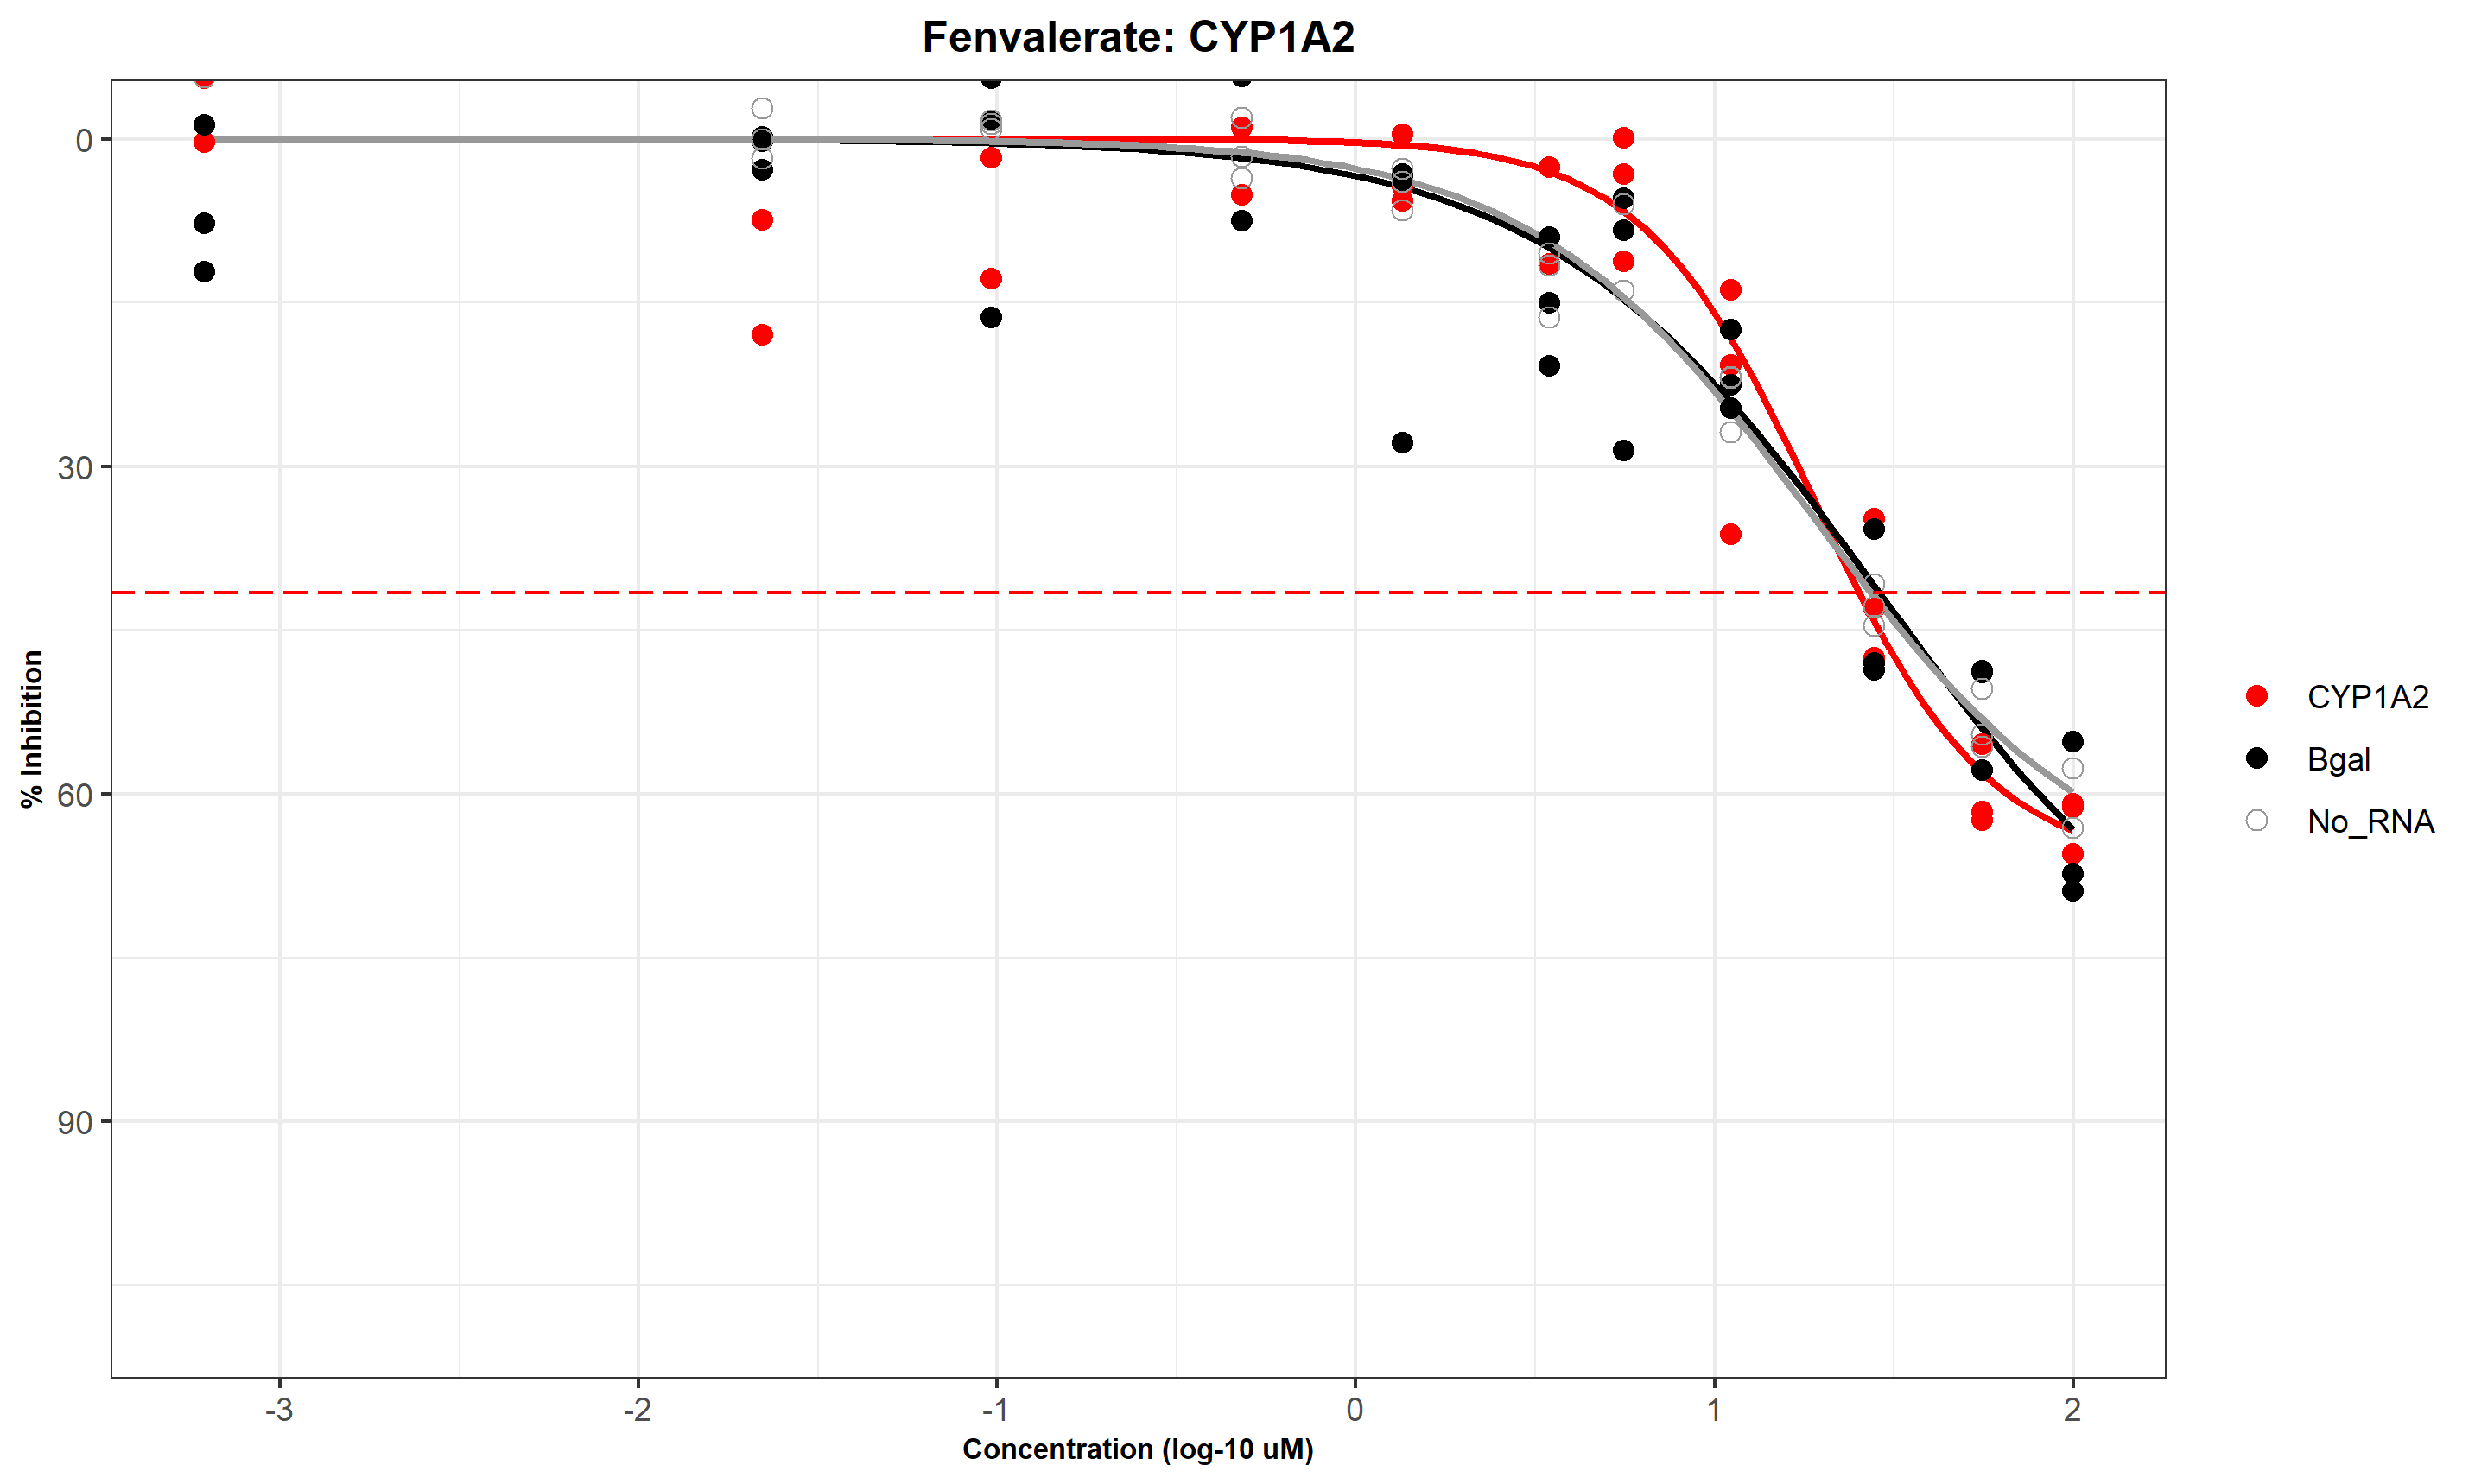 Fenvalerate: CYP1A2
% Inhibition
0
30
60
90
-3
-2
-1
0
1
2
Concentration (log-10 uM)
CYP1A2
Bgal
No_RNA